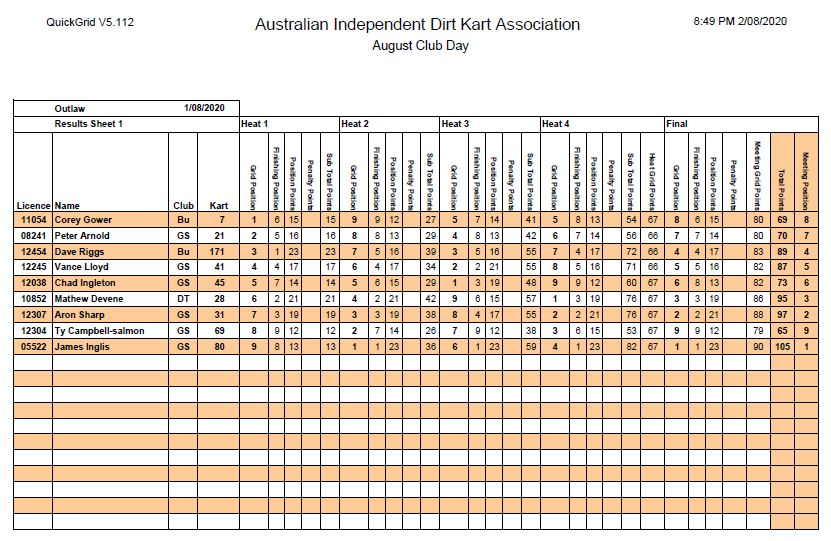 QuickGrid V5.112
Australian Independent Dirt Kart Association
8:49 PM 2/08/2020
August Club Day
Outlaw 1/08/2020
Results Sheet 1 Heat 1 Heat 2 Heat 3 Heat 4 Final
Licence Name Club Kart Grid Position Finishing Position Position Points Penalty Points Sub Total Points Grid Position Finishing Position Position Points Penalty Points Sub Total Points Grid Position Finishing Position Position Points Penalty Points Sub Total Points Grid Position Finishing Position Position Points Penalty Points Sub Total Points Heat Grid Points Grid Position Finishing Position Position Points Penalty Points Meeting Grid Points Total Points Meeting Position
11054 Corey Gower Bu 7 1 6 15 15 9 9 12 27 5 7 14 41 5 8 13 54 67 8 6 15 80 69 8
08241 Peter Arnold GS 21 2 5 16 16 8 8 13 29 4 8 13 42 6 7 14 56 66 7 7 14 80 70 7
12454 Dave Riggs Bu 171 3 1 23 23 7 5 16 39 3 5 16 55 7 4 17 72 66 4 4 17 83 89 4
12245 Vance Lloyd GS 41 4 4 17 17 6 4 17 34 2 2 21 55 8 5 16 71 66 5 5 16 82 87 5
12038 Chad Ingleton GS 45 5 7 14 14 5 6 15 29 1 3 19 48 9 9 12 60 67 6 8 13 82 73 6
10852 Mathew Devene DT 28 6 2 21 21 4 2 21 42 9 6 15 57 1 3 19 76 67 3 3 19 86 95 3
12307 Aron Sharp GS 31 7 3 19 19 3 3 19 38 8 4 17 55 2 2 21 76 67 2 2 21 88 97 2
12304 Ty Campbell-salmon GS 69 8 9 12 12 2 7 14 26 7 9 12 38 3 6 15 53 67 9 9 12 79 65 9
05522 James Inglis GS 80 9 8 13 13 1 1 23 36 6 1 23 59 4 1 23 82 67 1 1 23 90 105 1